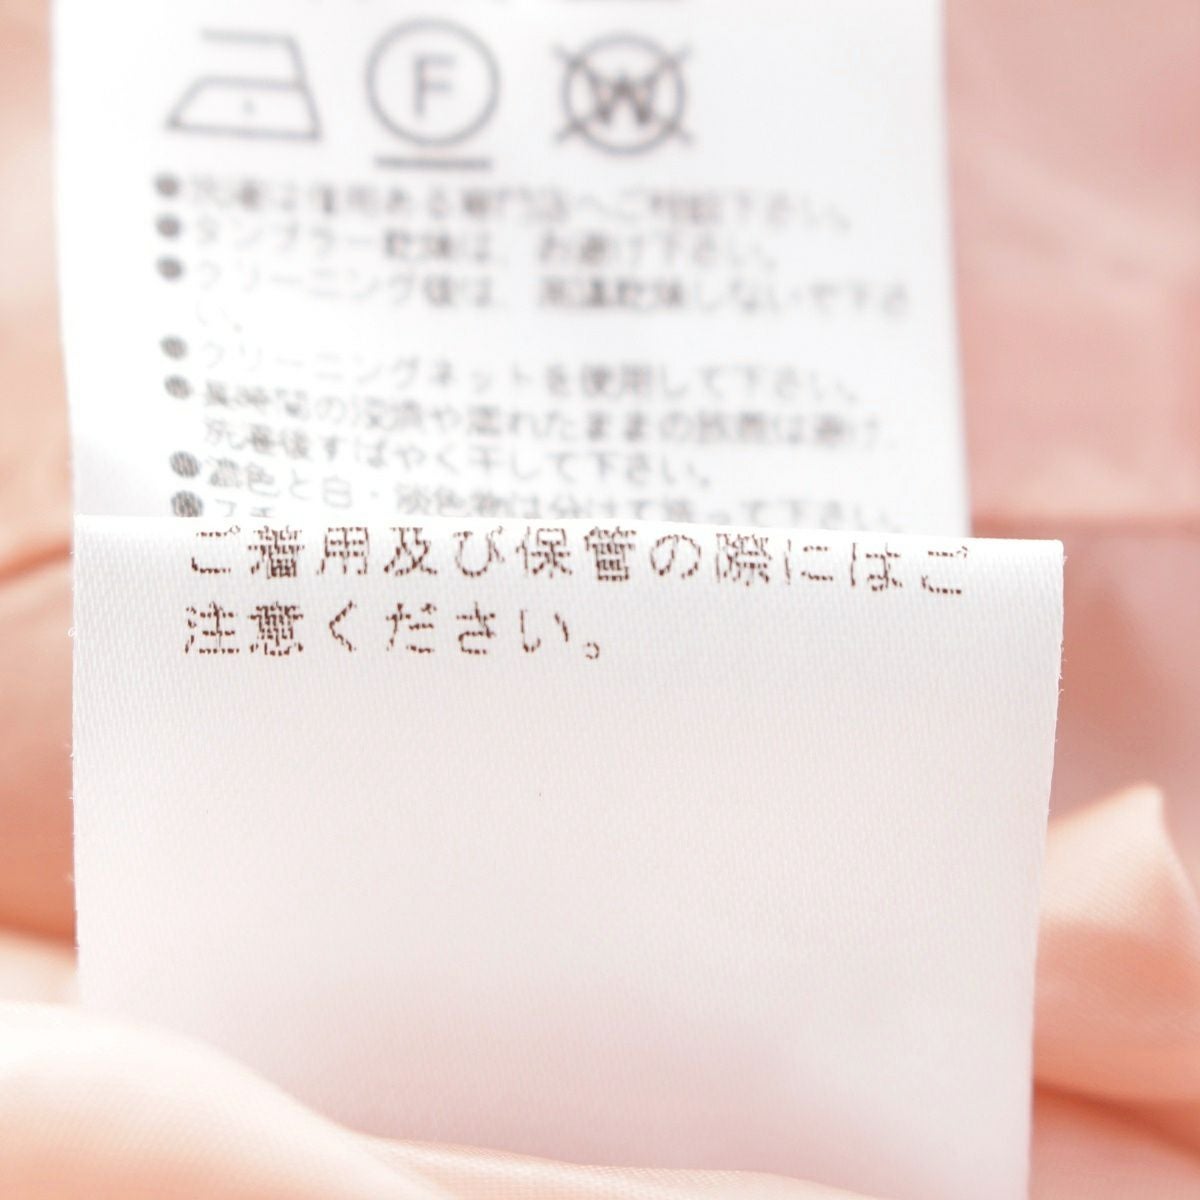 F
W
●洗濯は信用ある専門店へご相談下さい。
●タンブラー乾燥は、お避け下さい。
●クリーニング後は、高温乾燥しないで下さ
い。
●クリーニングネットを使用して下さい。
●長時間の浸漬や濡れたままの放置は避け、
洗濯後すばやく干して下さい。
●濃色と白・淡色物は分けて洗って下さい。
ご着用及び保管の際にはご
注意ください。